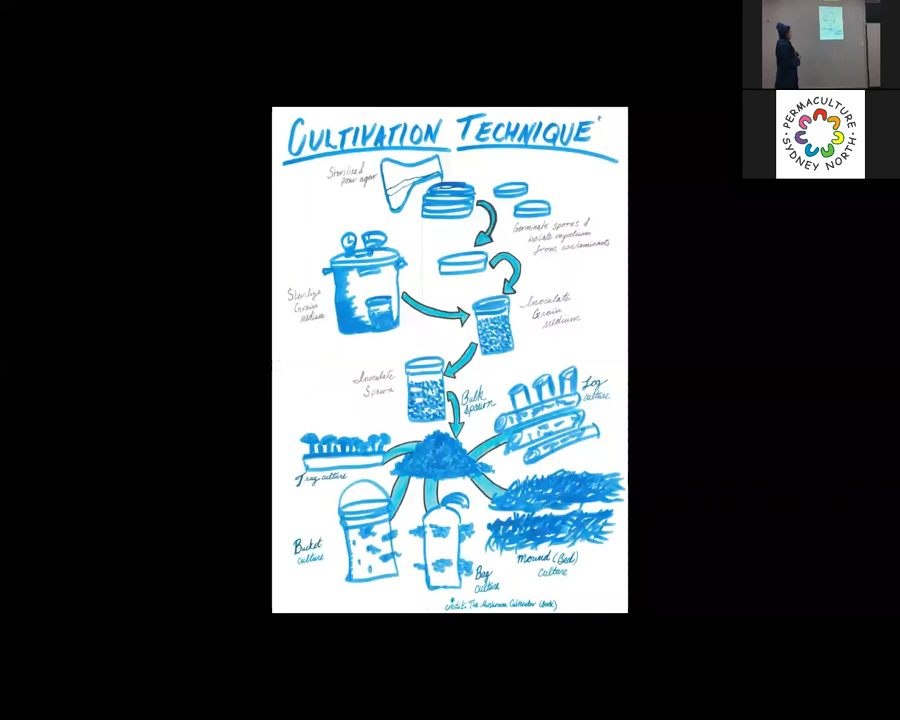 CULTIVATION TECHNIQUE*
Sterilized
pour agar
Germinate spores &
isolate mycelium
from contaminants
Sterilize
Grain
Medium
Inoculate
Grain
Medium
Inoculate
Spawn
Bulk
spawn
Log
culture
Tray culture
Bucket
culture
Bag
culture
Mound (Bed)
culture
*credit: The Mushroom Cultivator (book)
PERMACULTURE
SYDNEY NORTH